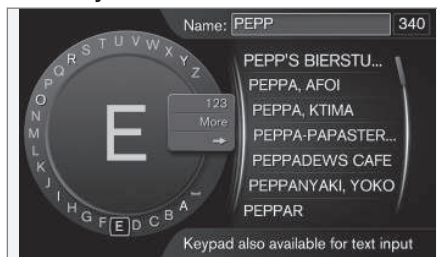 Name: PEPP 340
PEPP'S BIERSTU...
PEPPA, AFOI
PEPPA, KTIMA
PEPPA-PAPASTER...
PEPPADEWS CAFE
PEPPANYAKI, YOKO
PEPPAR
123
More
E
A B C D E F G H I J K L M N O P Q R S T U V W X Y Z
Keypad also available for text input